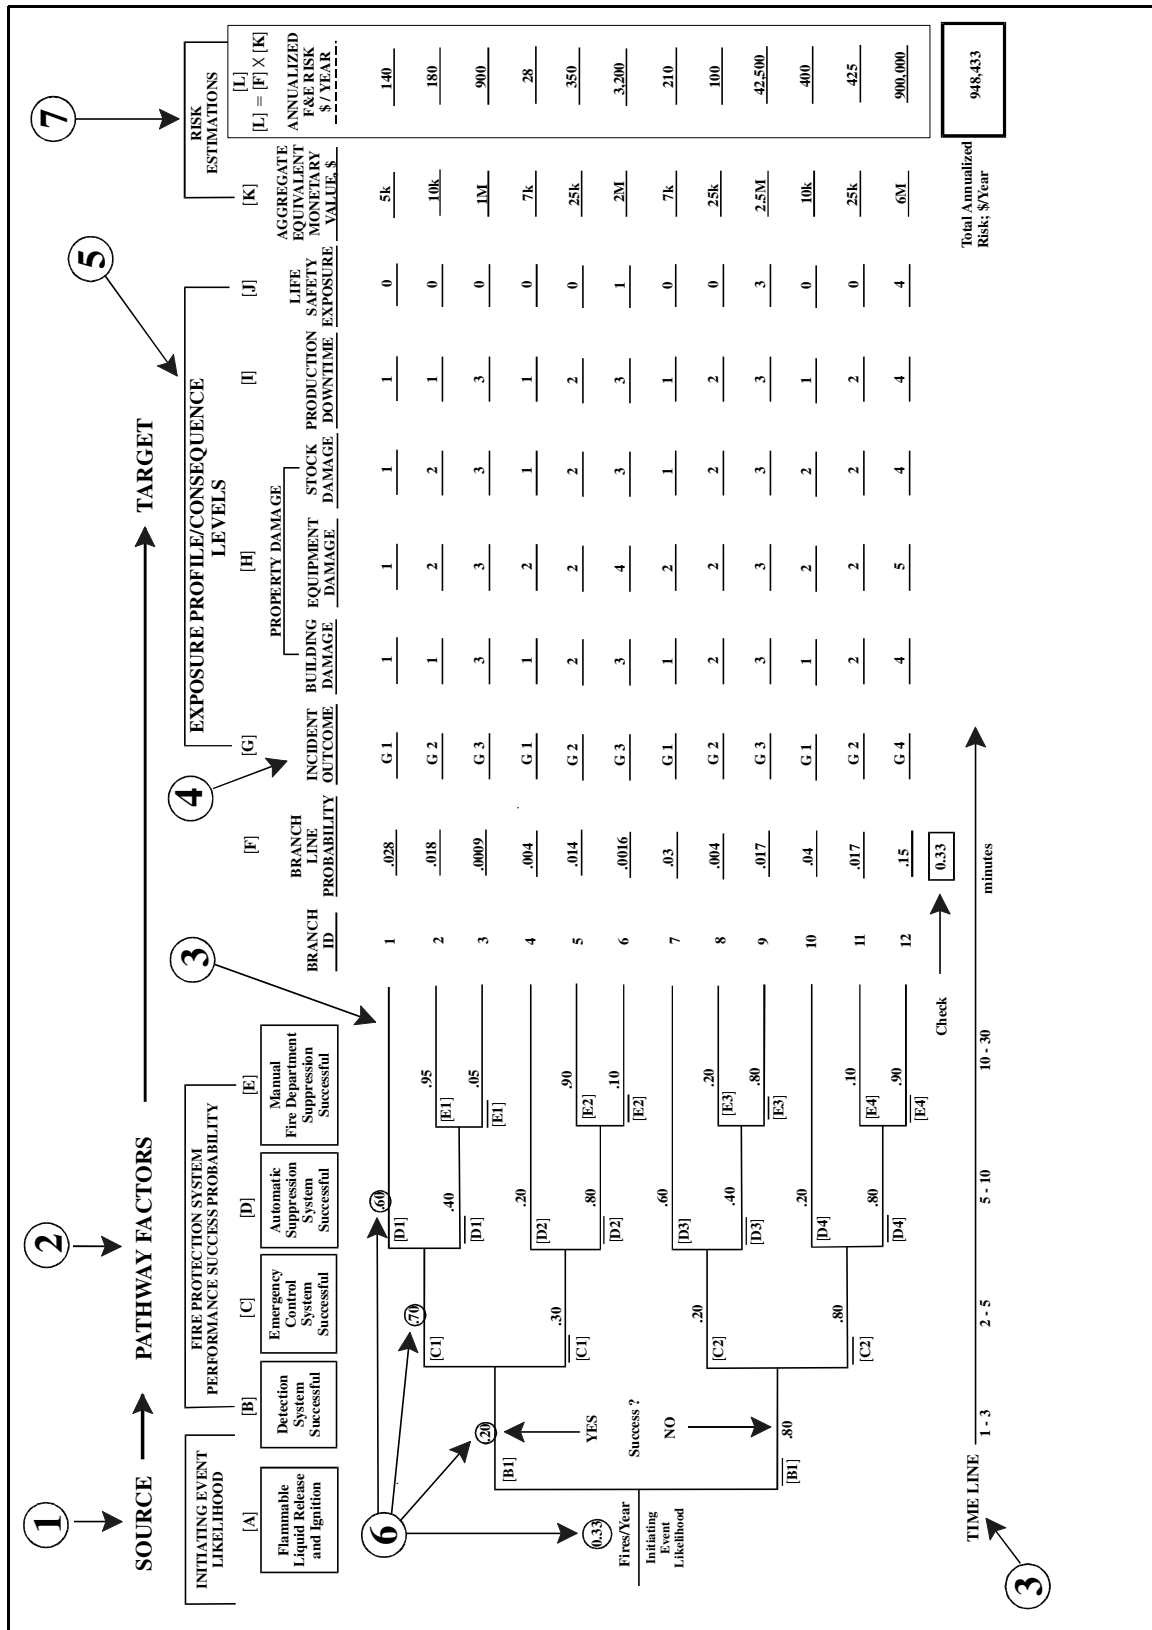 1
2
3
4
5
7
SOURCE
PATHWAY FACTORS
TARGET
INITIATING EVENT
LIKELIHOOD
FIRE PROTECTION SYSTEM
PERFORMANCE SUCCESS PROBABILITY
EXPOSURE PROFILE/CONSEQUENCE
LEVELS
RISK
ESTIMATIONS
[A]
[B]
[C]
[D]
[E]
[F]
[G]
[H]
[I]
[J]
[K]
[L]
[L] = [F] X [K]
Flammable
Liquid Release
and Ignition
Detection
System
Successful
Emergency
Control
System
Successful
Automatic
Suppression
System
Successful
Manual
Fire Department
Suppression
Successful
BRANCH
ID
BRANCH
LINE
PROBABILITY
INCIDENT
OUTCOME
PROPERTY DAMAGE
BUILDING
DAMAGE
EQUIPMENT
DAMAGE
STOCK
DAMAGE
PRODUCTION
DOWNTIME
LIFE
SAFETY
EXPOSURE
AGGREGATE
EQUIVALENT
MONETARY
VALUE, $
ANNUALIZED
F&E RISK
$ / YEAR
1 .028 G 1 1 1 1 1 0 5k 140
2 .018 G 2 1 2 2 1 0 10k 180
3 .0009 G 3 3 3 3 3 0 1M 900
4 .004 G 1 1 2 1 1 0 7k 28
5 .014 G 2 2 2 2 2 0 25k 350
6 .0016 G 3 3 4 3 3 1 2M 3,200
7 .03 G 1 1 2 1 1 0 7k 210
8 .004 G 2 2 2 2 2 0 25k 100
9 .017 G 3 3 3 3 3 3 2.5M 42,500
10 .04 G 1 1 2 2 1 0 10k 400
11 .017 G 2 2 2 2 2 0 25k 425
12 .15 G 4 4 5 4 4 4 6M 900,000
Check
0.33
Total Annualized
Risk; $/Year
948,433
6
0.33
Fires/Year
Initiating
Event
Likelihood
.20
[B1]
YES
Success ?
NO
.80
[B1]
.70
[C1]
.30
[C1]
.20
[C2]
.80
[C2]
.60
[D1]
.40
[D1]
.20
[D2]
.80
[D2]
.60
[D3]
.40
[D3]
.20
[D4]
.80
[D4]
.95
[E1]
.05
[E1]
.90
[E2]
.10
[E2]
.20
[E3]
.80
[E3]
.10
[E4]
.90
[E4]
TIME LINE
1 - 3
2 - 5
5 - 10
10 - 30
minutes
3